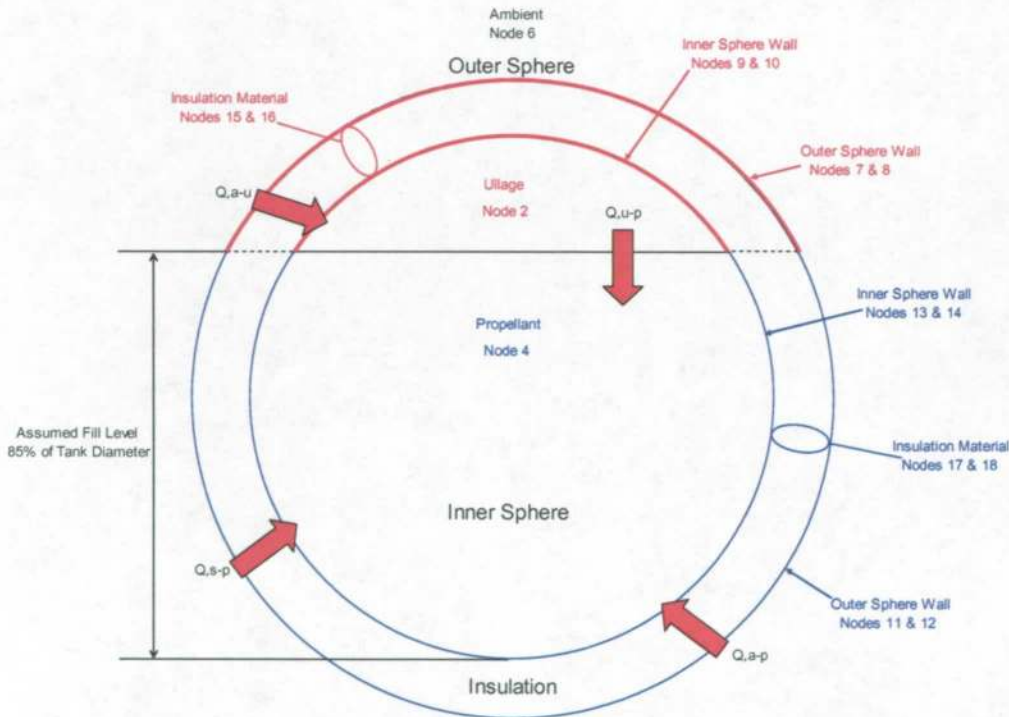 Ambient
Node 6
Outer Sphere
Inner Sphere Wall
Nodes 9 & 10
Insulation Material
Nodes 15 & 16
Outer Sphere Wall
Nodes 7 & 8
Q,a-u
Ullage
Node 2
Q,u-p
Inner Sphere Wall
Nodes 13 & 14
Propellant
Node 4
Assumed Fill Level
85% of Tank Diameter
Insulation Material
Nodes 17 & 18
Inner Sphere
Q,s-p
Outer Sphere Wall
Nodes 11 & 12
Q,a-p
Insulation